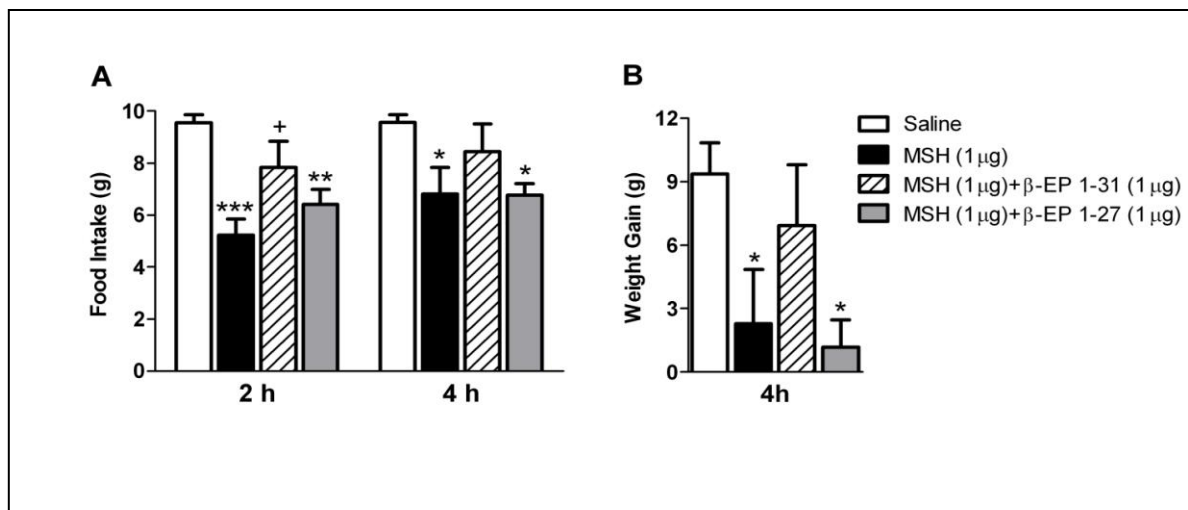 A
Food Intake (g)
10
8
6
4
2
0
***
+
**
*
*
2 h
4 h
B
Weight Gain (g)
12
9
6
3
0
*
*
4h
Saline
MSH (1μg)
MSH (1μg)+β-EP 1-31 (1μg)
MSH (1μg)+β-EP 1-27 (1μg)